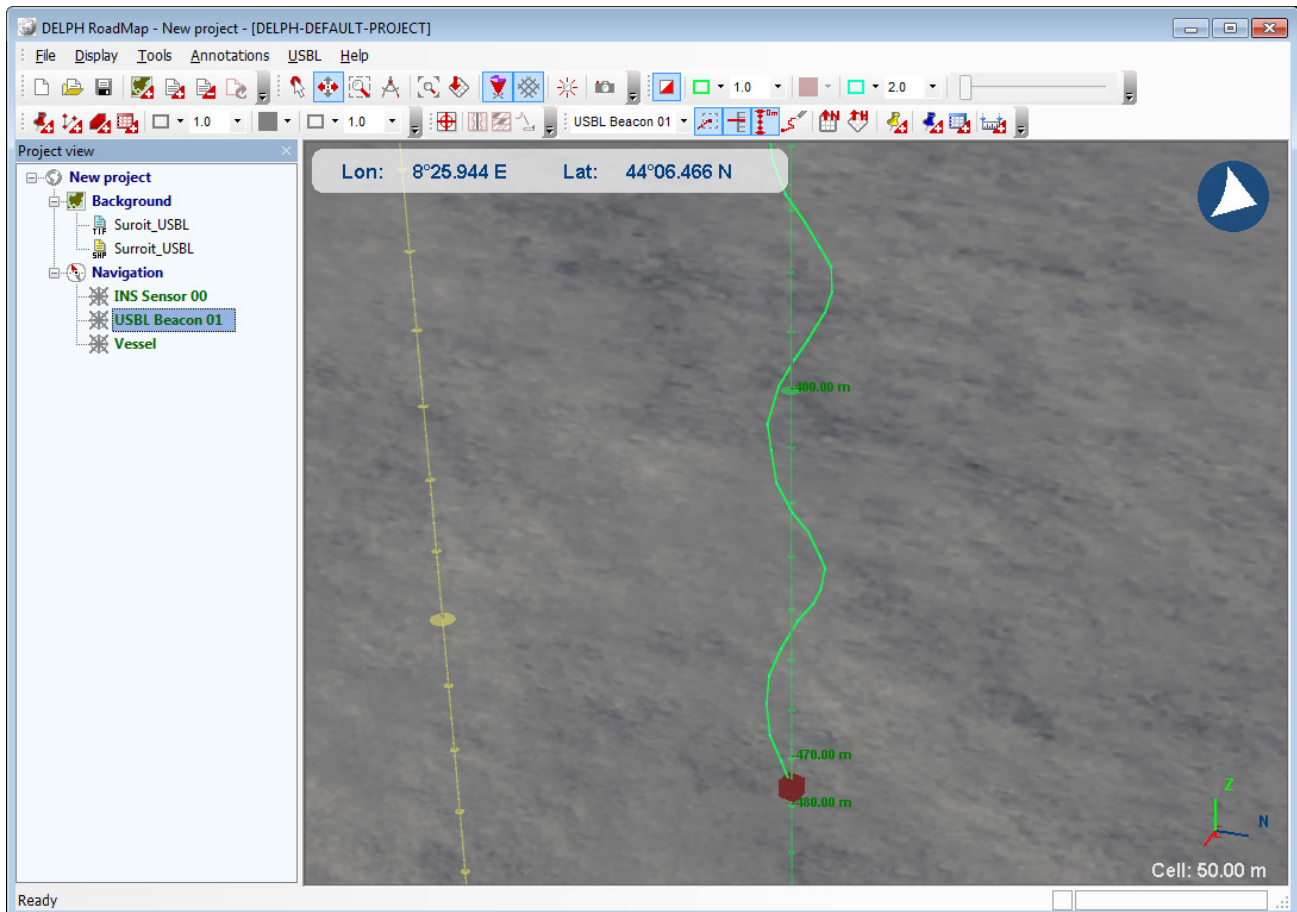 DELPH RoadMap - New project - [DELPH-DEFAULT-PROJECT]
File Display Tools Annotations USBL Help
1.0 2.0
1.0 1.0 USBL Beacon 01 0m N H
Project view
Lon: 8°25.944 E Lat: 44°06.466 N
New project
Background
TIF Suroit_USBL
SHP Surroit_USBL
Navigation
INS Sensor 00
USBL Beacon 01
Vessel
-400.00 m
-470.00 m
-480.00 m
Z
N
Cell: 50.00 m
Ready